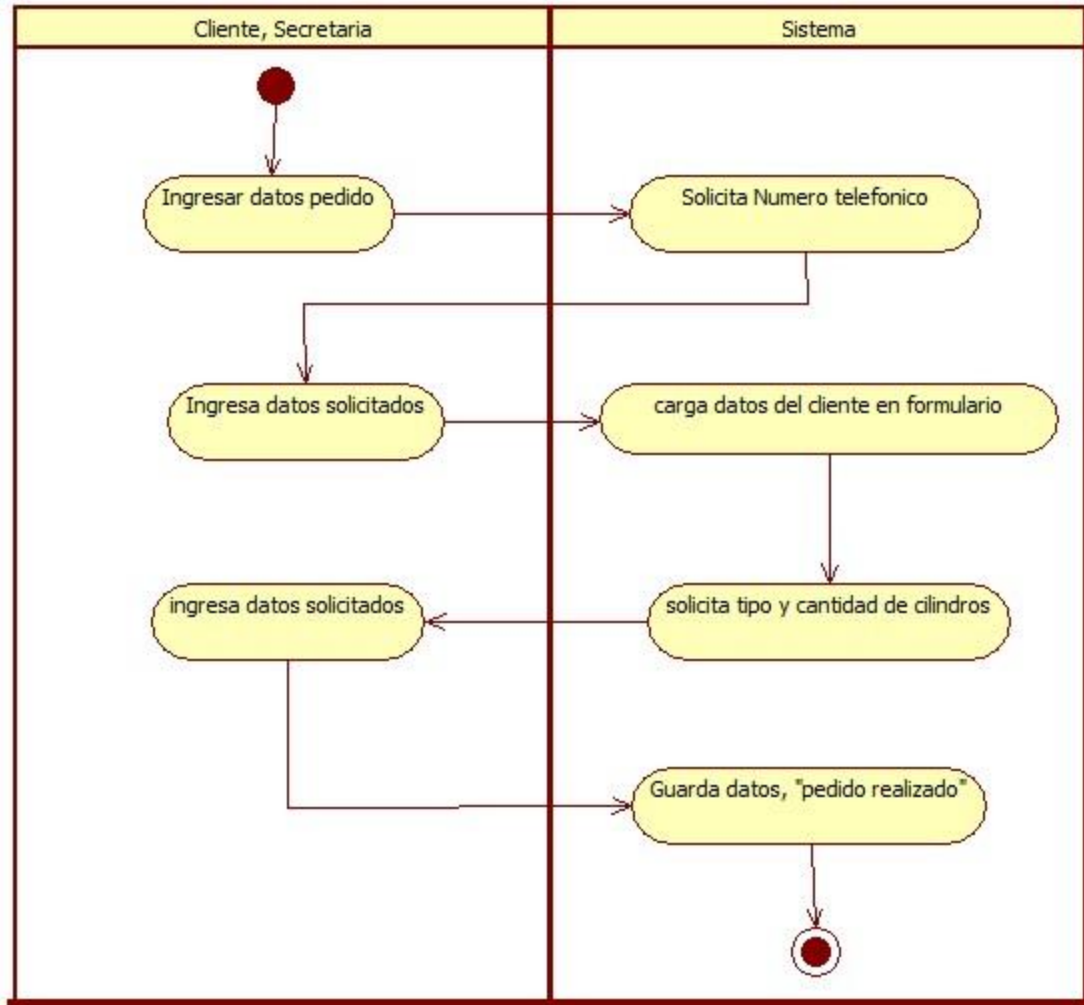 Cliente, Secretaria
Sistema
Ingresar datos pedido
Solicita Numero telefonico
Ingresa datos solicitados
carga datos del cliente en formulario
ingresa datos solicitados
solicita tipo y cantidad de cilindros
Guarda datos, "pedido realizado"